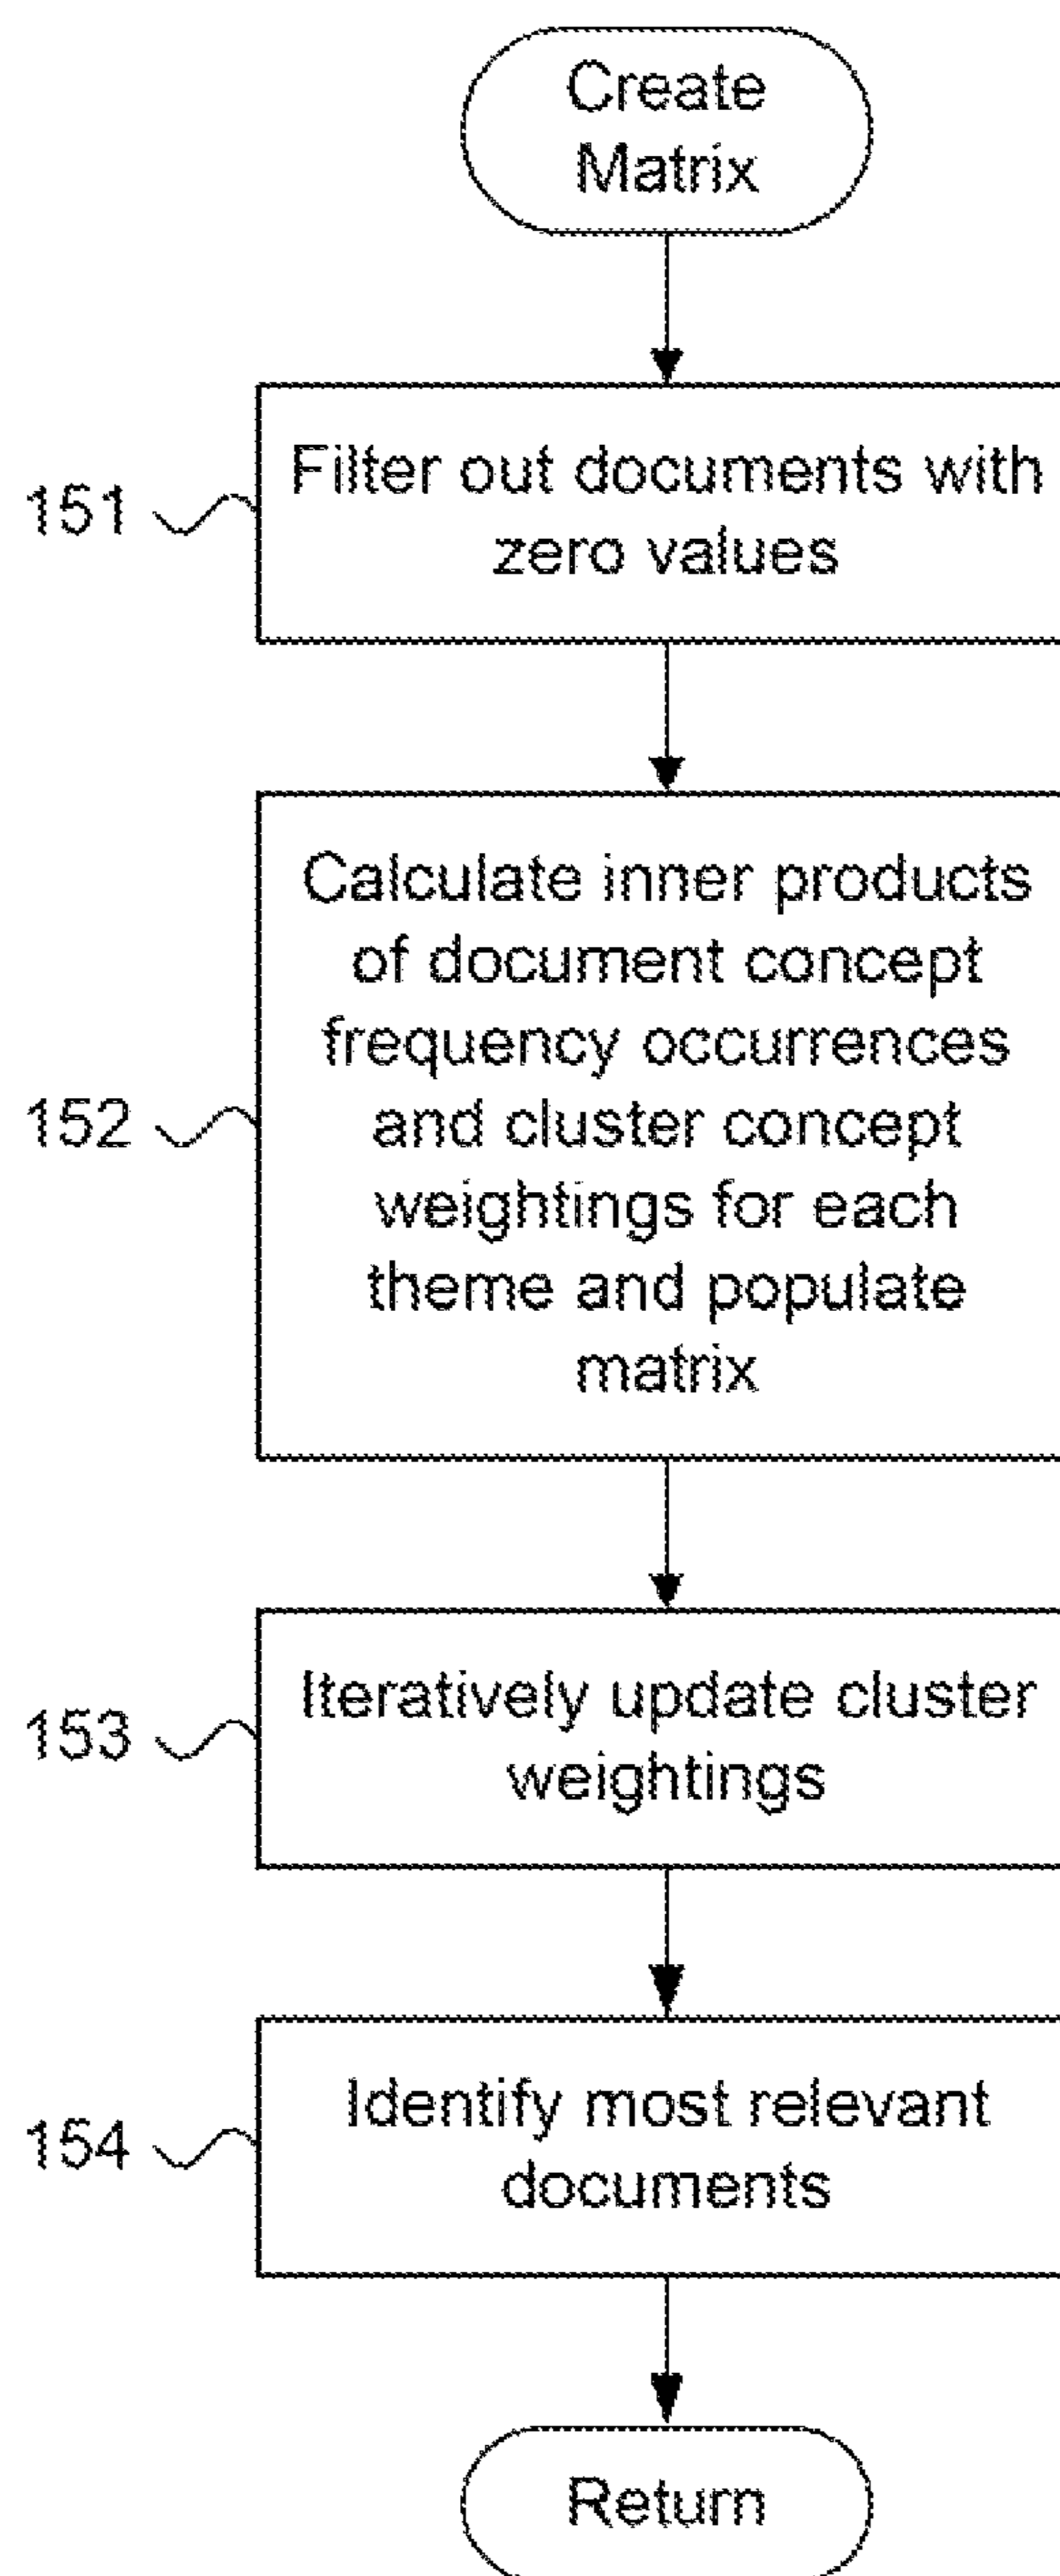 Create
Matrix
151
Filter out documents with
zero values
152
Calculate inner products
of document concept
frequency occurrences
and cluster concept
weightings for each
theme and populate
matrix
153
Iteratively update cluster
weightings
154
Identify most relevant
documents
Return